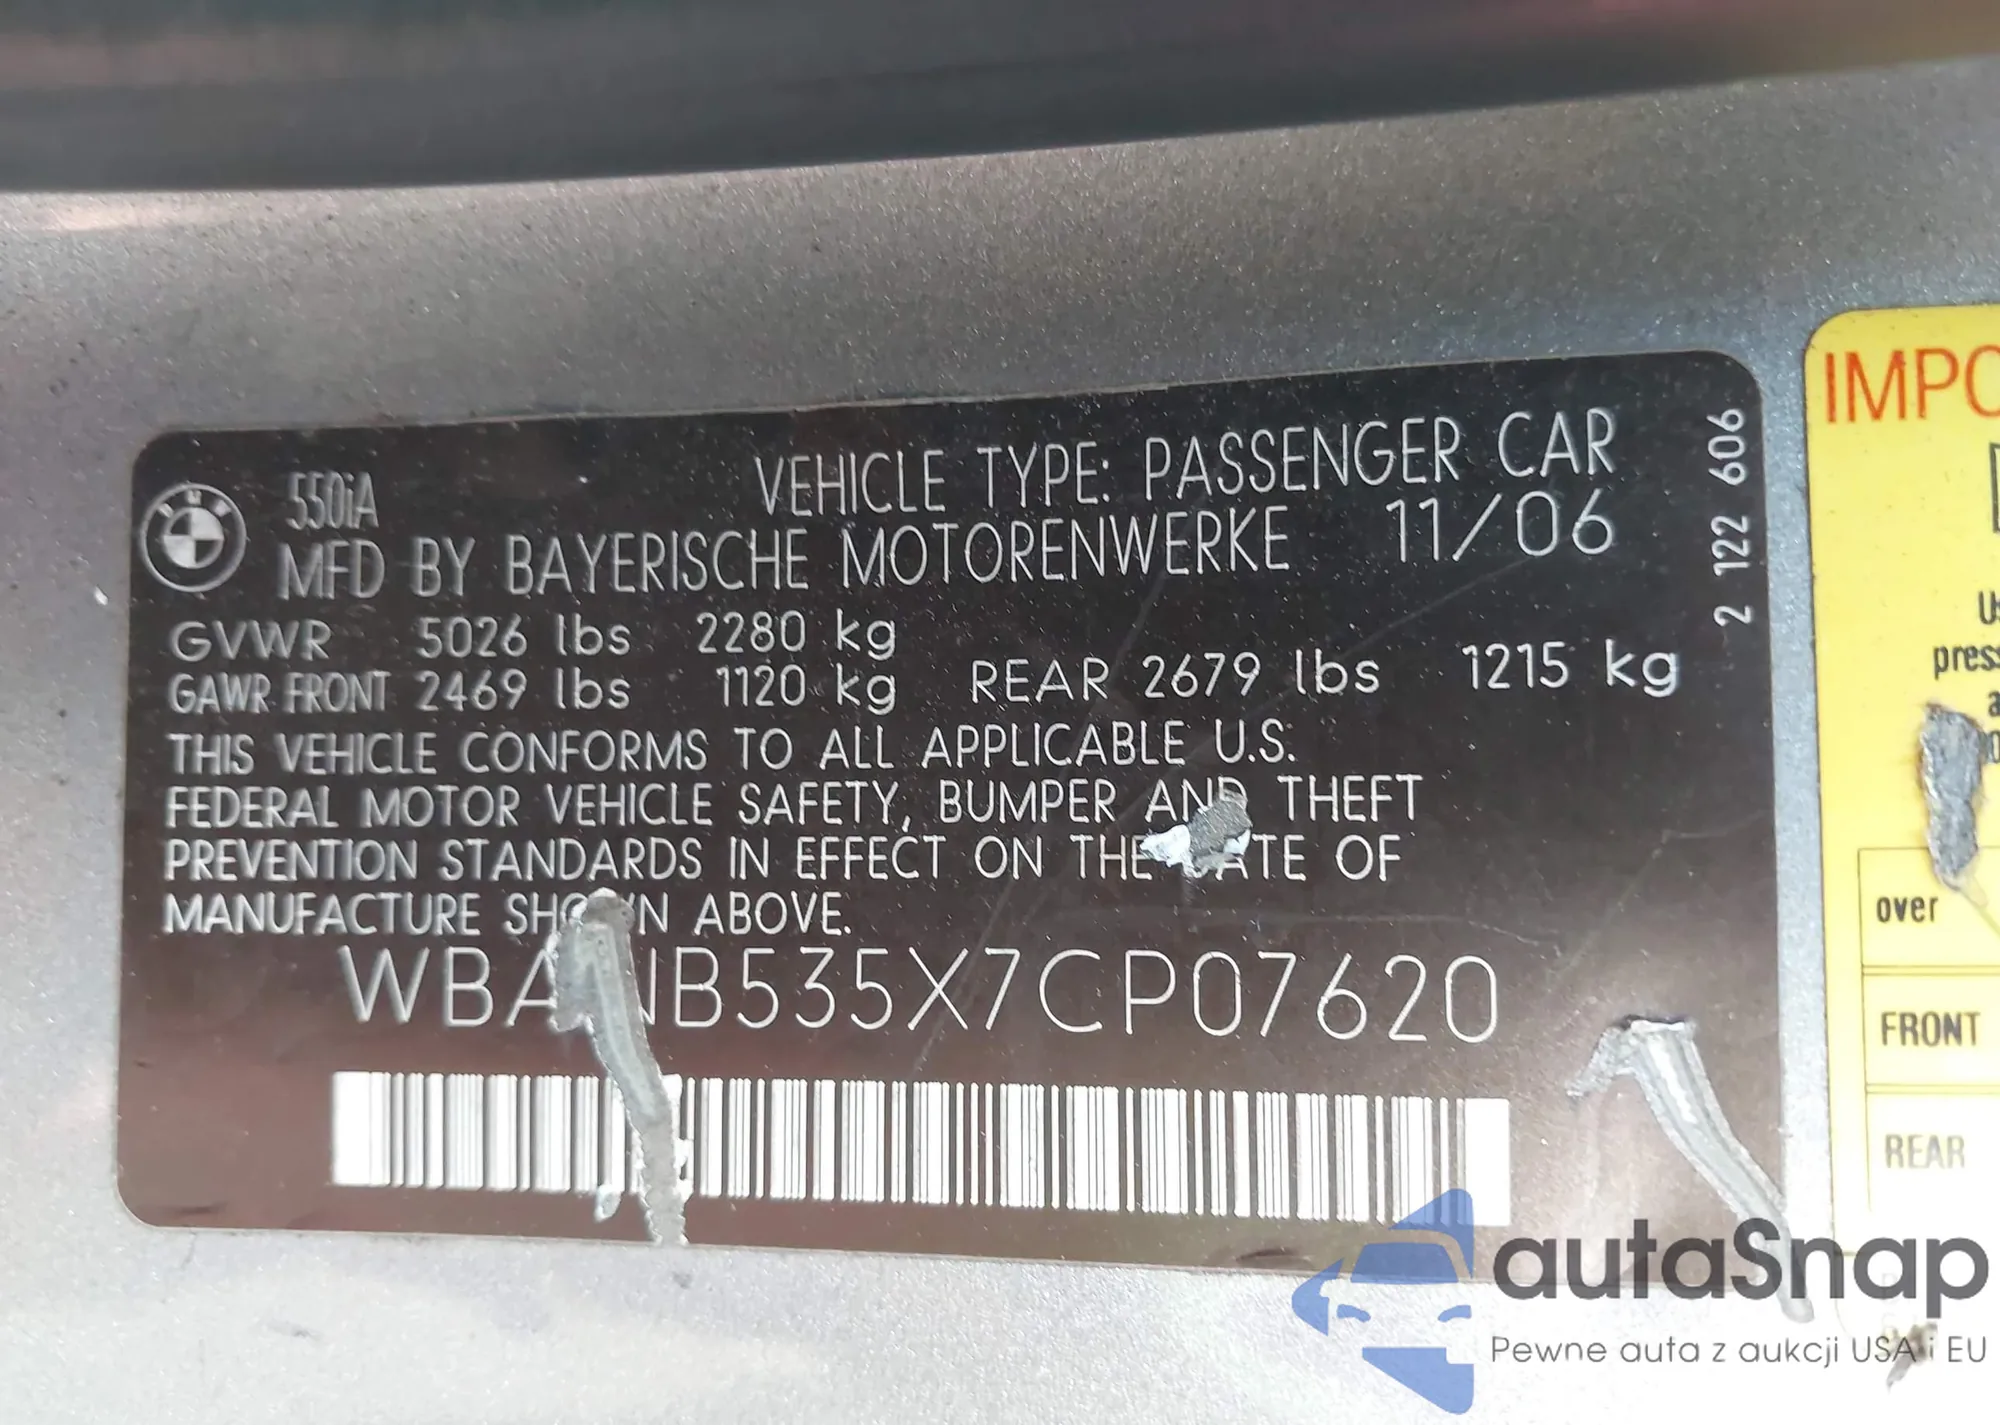 550iA VEHICLE TYPE: PASSENGER CAR
MFD BY BAYERISCHE MOTORENWERKE 11/06
GVWR 5026 lbs 2280 kg
GAWR FRONT 2469 lbs 1120 kg REAR 2679 lbs 1215 kg
THIS VEHICLE CONFORMS TO ALL APPLICABLE U.S.
FEDERAL MOTOR VEHICLE SAFETY, BUMPER AND THEFT
PREVENTION STANDARDS IN EFFECT ON THE DATE OF
MANUFACTURE SHOWN ABOVE.
WBANB535X7CP07620
2 122 606
IMPO
Us
press
a
over
FRONT
REAR
autaSnap
Pewne auta z aukcji USA i EU